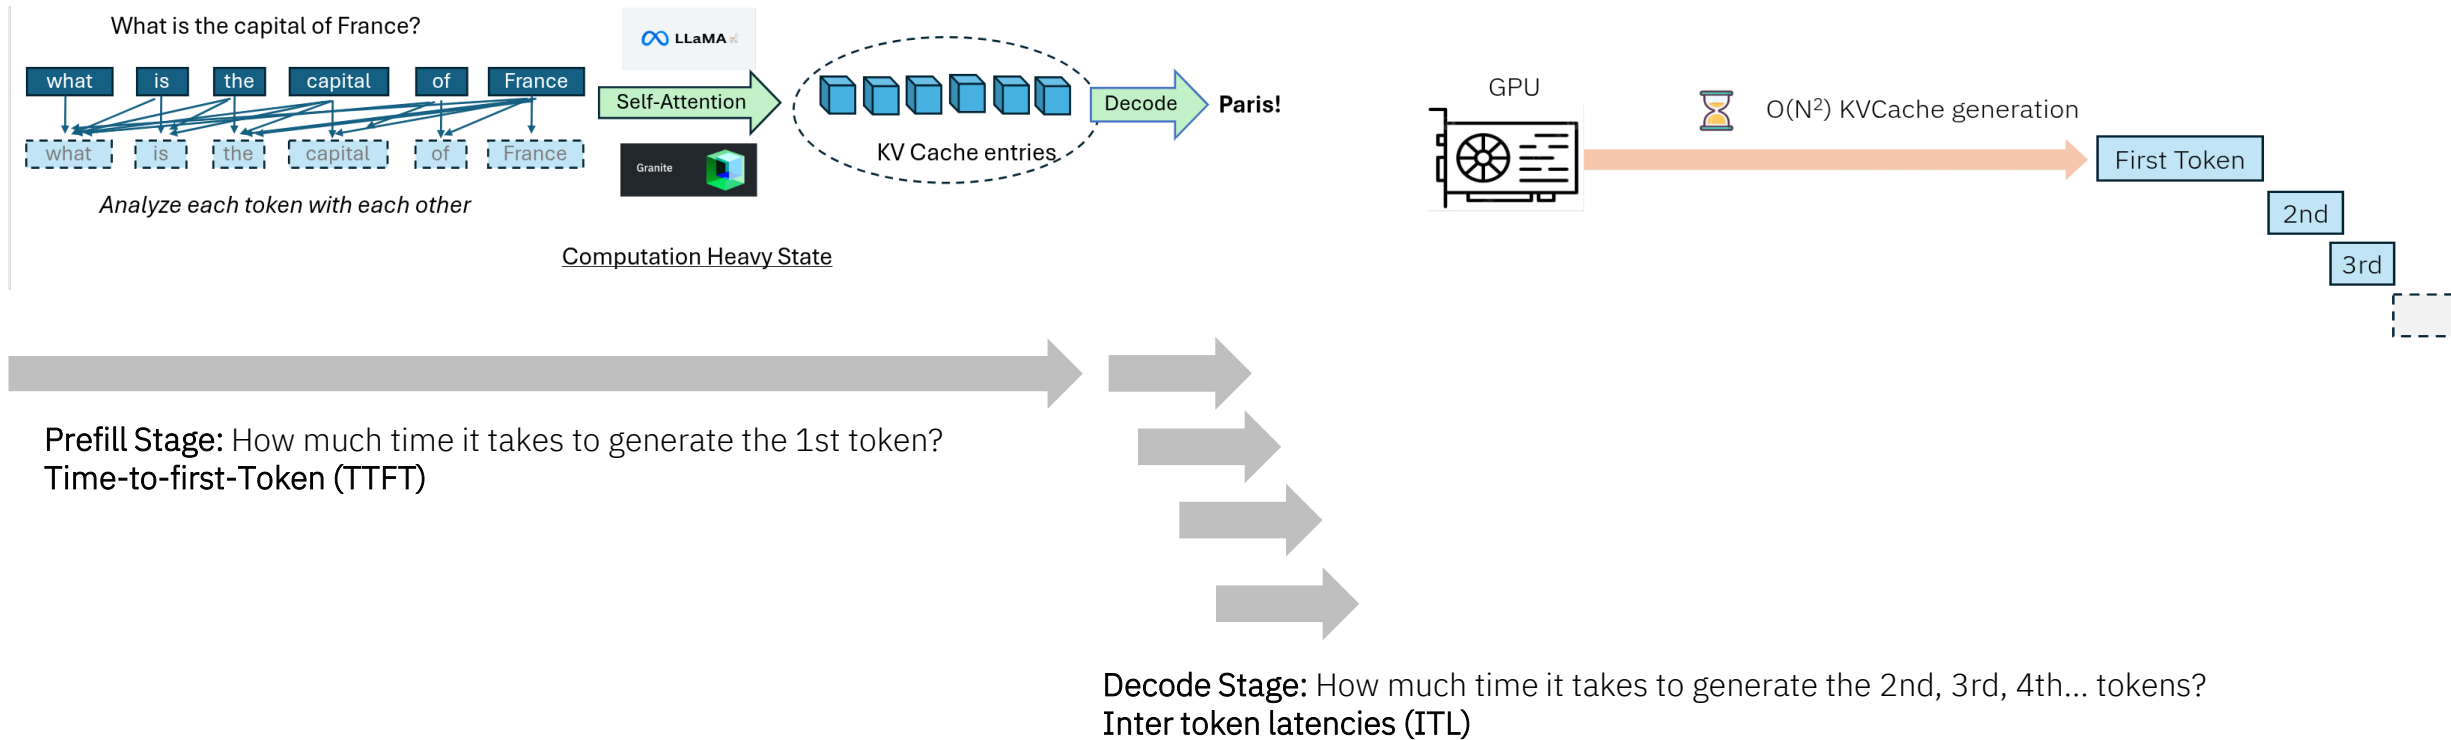 What is the capital of France?
what is the capital of France
what is the capital of France
Analyze each token with each other
LLaMA
Self-Attention
Granite
KV Cache entries
Decode
Paris!
Computation Heavy State
GPU
O(N²) KVCache generation
First Token
2nd
3rd
Prefill Stage: How much time it takes to generate the 1st token?
Time-to-first-Token (TTFT)
Decode Stage: How much time it takes to generate the 2nd, 3rd, 4th... tokens?
Inter token latencies (ITL)